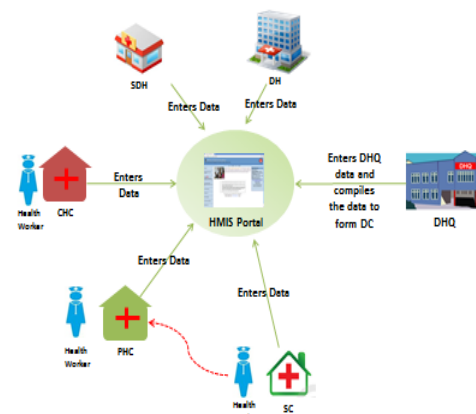 SDH
DH
Enters Data
Enters Data
Enters
Data
HMIS Portal
Enters DHQ
data and
compiles
the data to
form DC
DHQ
DHQ
Health
Worker
CHC
Enters Data
Enters Data
Health
Worker
PHC
Health
SC